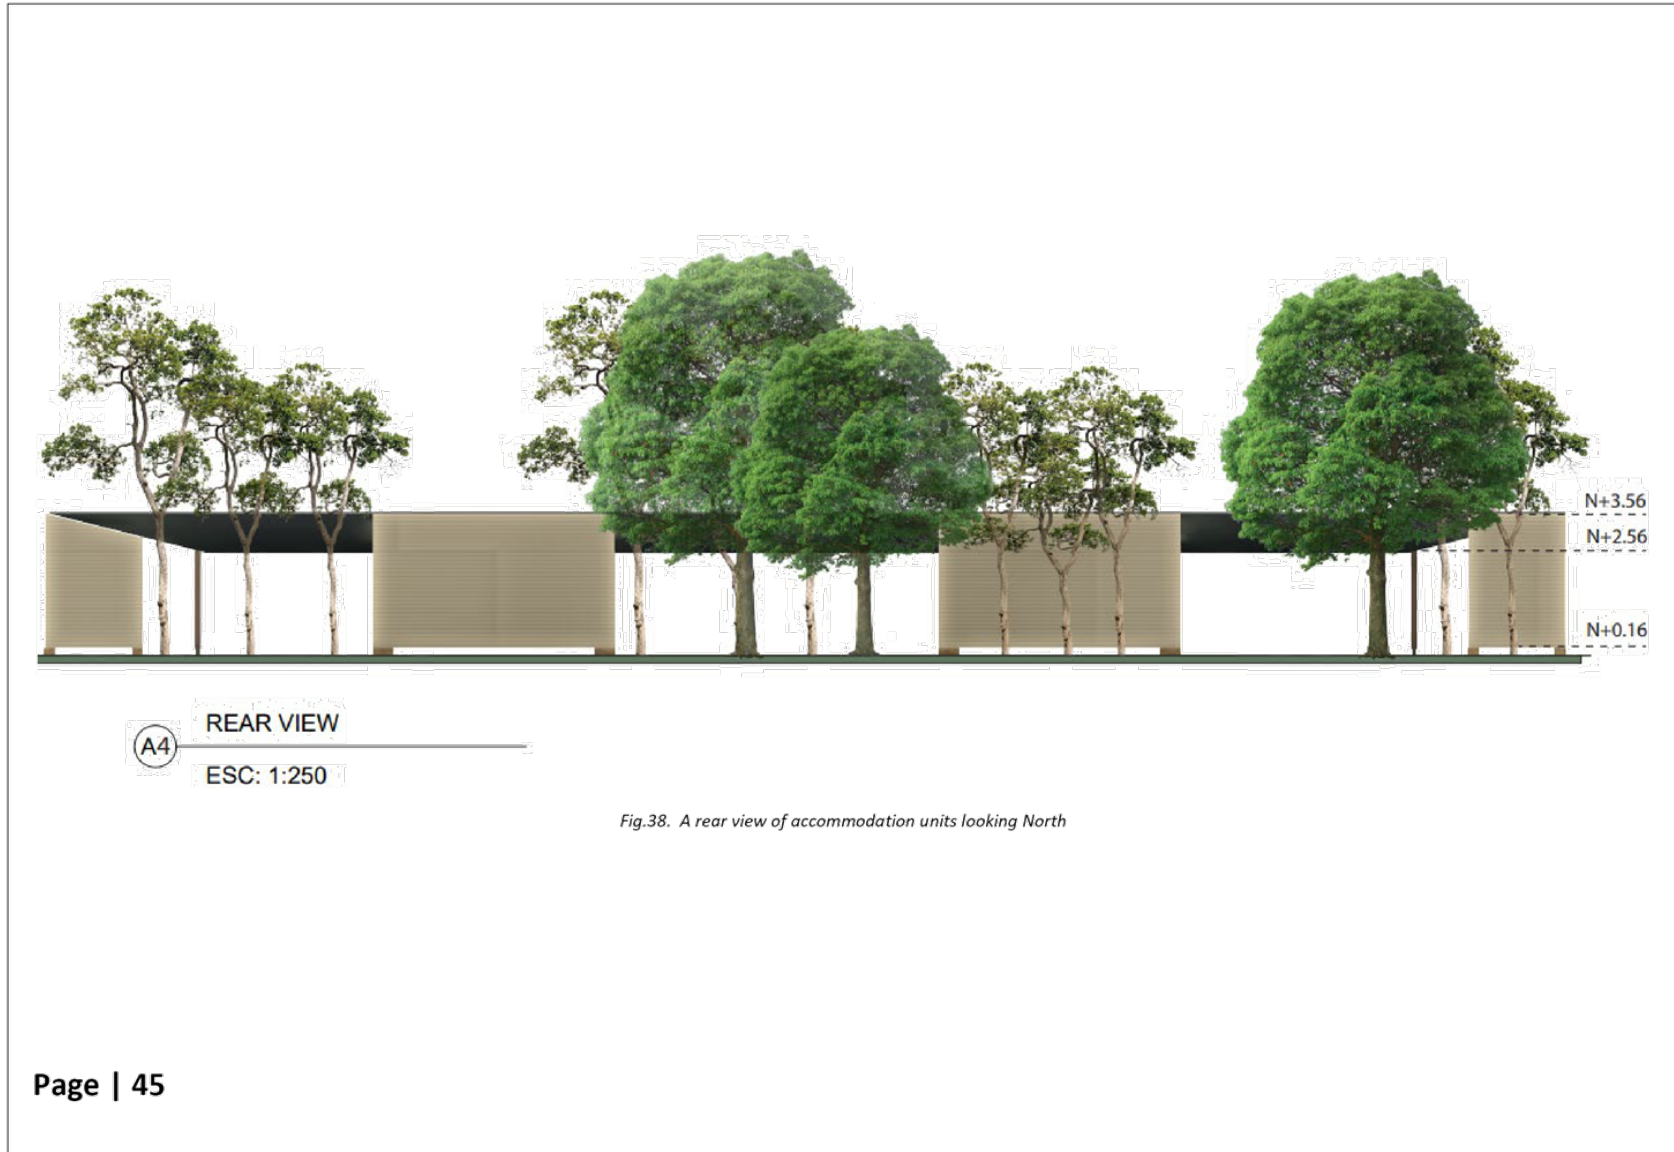 N+3.56
N+2.56
N+0.16
REAR VIEW
A4
ESC: 1:250
Fig.38. A rear view of accommodation units looking North
Page | 45